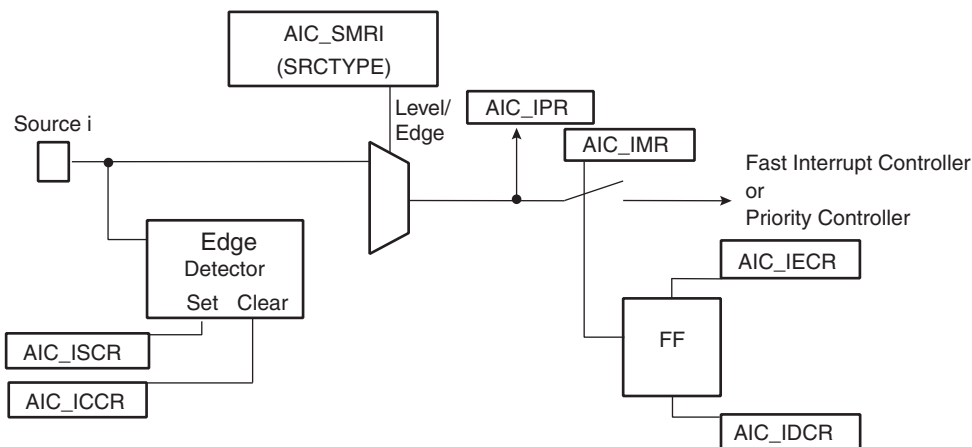 AIC_SMRI
(SRCTYPE)
Level/
Edge
AIC_IPR
Source i
AIC_IMR
Fast Interrupt Controller
or
Priority Controller
Edge
Detector
Set Clear
AIC_IECR
FF
AIC_ISCR
AIC_ICCR
AIC_IDCR